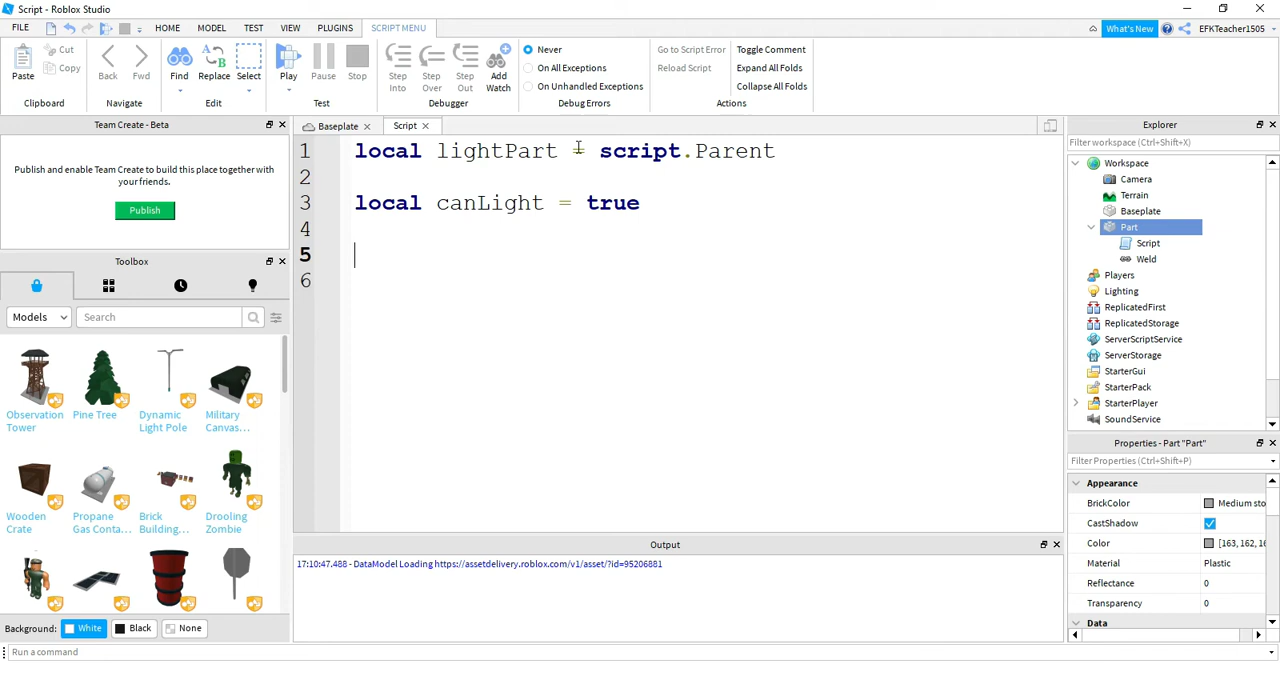 Script - Roblox Studio
FILE HOME MODEL TEST VIEW PLUGINS SCRIPT MENU What's New EFKTeacher1505
Paste Cut Copy
Clipboard
Back Fwd
Navigate
Find Replace Select
Edit
Play Pause Stop
Test
Step Into Step Over Step Out Add Watch
Debugger
Never
On All Exceptions
On Unhandled Exceptions
Debug Errors
Go to Script Error
Reload Script
Toggle Comment
Expand All Folds
Collapse All Folds
Actions
Team Create - Beta
Publish and enable Team Create to build this place together with
your friends.
Publish
Toolbox
Models Search
Observation Tower
Pine Tree
Dynamic Light Pole
Military Canvas...
Wooden Crate
Propane Gas Conta...
Brick Building,...
Drooling Zombie
Background: White Black None
Baseplate Script
1 local lightPart = script.Parent
2
3 local canLight = true
4
5
6
Output
17:10:47.488 - DataModel Loading https://assetdelivery.roblox.com/v1/asset/?id=95206881
Explorer
Filter workspace (Ctrl+Shift+X)
Workspace
Camera
Terrain
Baseplate
Part
Script
Weld
Players
Lighting
ReplicatedFirst
ReplicatedStorage
ServerScriptService
ServerStorage
StarterGui
StarterPack
StarterPlayer
SoundService
Properties - Part "Part"
Filter Properties (Ctrl+Shift+P)
Appearance
BrickColor Medium sto
CastShadow
Color [163, 162, 16
Material Plastic
Reflectance 0
Transparency 0
Data
Run a command